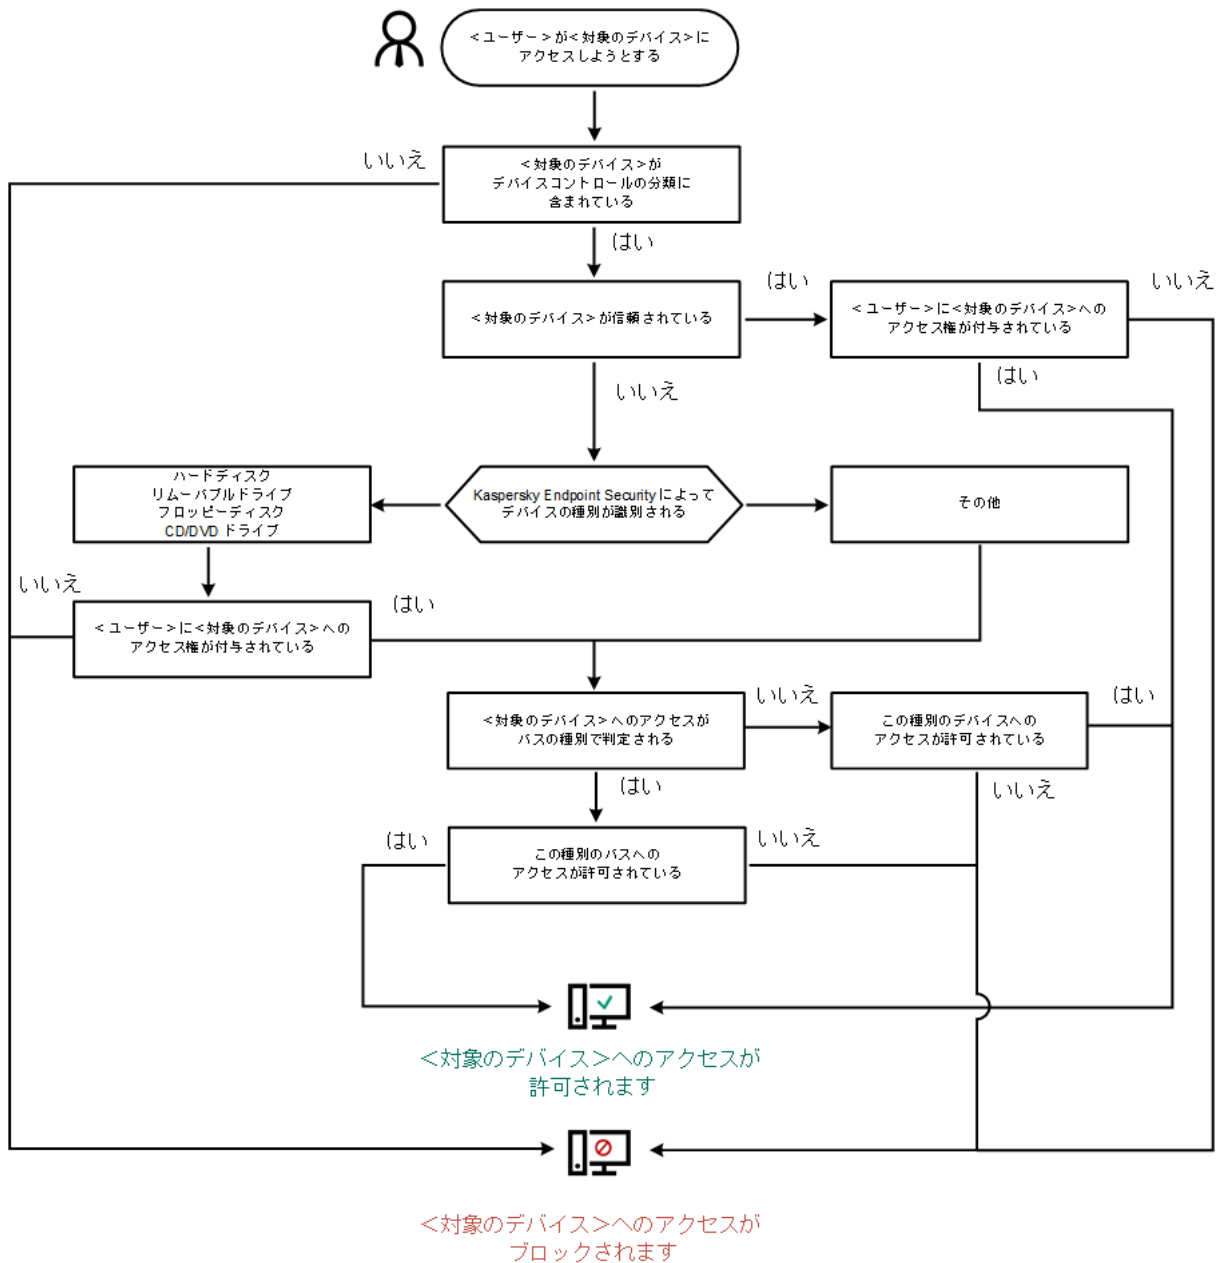 <ユーザー>が<対象のデバイス>に
アクセスしようとする
いいえ
<対象のデバイス>が
デバイスコントロールの分類に
含まれている
はい
<対象のデバイス>が信頼されている
はい
<ユーザー>に<対象のデバイス>への
アクセス権が付与されている
いいえ
はい
いいえ
ハードディスク
リムーバブルドライブ
フロッピーディスク
CD/DVD ドライブ
Kaspersky Endpoint Security によって
デバイスの種別が識別される
その他
いいえ
<ユーザー>に<対象のデバイス>への
アクセス権が付与されている
はい
<対象のデバイス>へのアクセスが
バスの種別で判定される
いいえ
この種別のデバイスへの
アクセスが許可されている
はい
はい
いいえ
はい
この種別のバスへの
アクセスが許可されている
いいえ
<対象のデバイス>へのアクセスが
許可されます
<対象のデバイス>へのアクセスが
ブロックされます